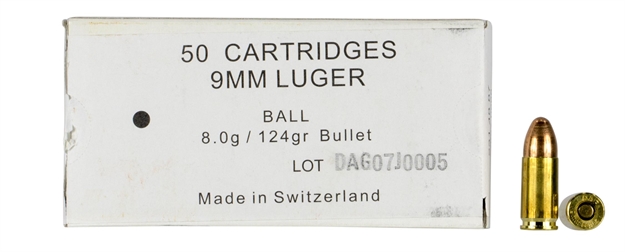 50 CARTRIDGES
9MM LUGER
BALL
8.0g / 124gr Bullet
LOT DAG07J0005
Made in Switzerland